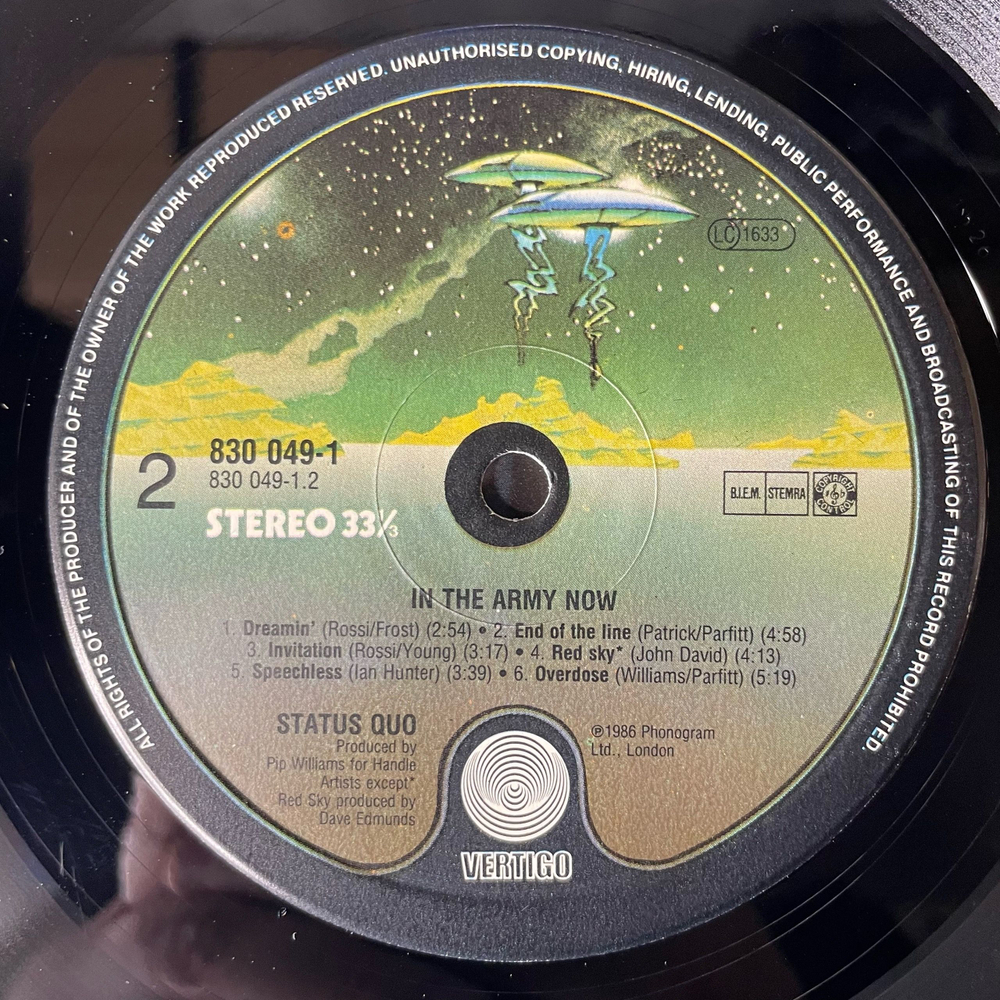 ALL RIGHTS OF THE PRODUCER AND OF THE OWNER OF THE WORK REPRODUCED RESERVED. UNAUTHORISED COPYING, HIRING, LENDING, PUBLIC PERFORMANCE AND BROADCASTING OF THIS RECORD PROHIBITED.
LC 1633
2
830 049-1
830 049-1.2
STEREO 33⅓
B.I.E.M. STEMRA COPYRIGHT CONTROL
IN THE ARMY NOW
1. Dreamin' (Rossi/Frost) (2:54) • 2. End of the line (Patrick/Parfitt) (4:58)
3. Invitation (Rossi/Young) (3:17) • 4. Red sky* (John David) (4:13)
5. Speechless (Ian Hunter) (3:39) • 6. Overdose (Williams/Parfitt) (5:19)
STATUS QUO
Produced by
Pip Williams for Handle
Artists except*
Red Sky produced by
Dave Edmunds
℗1986 Phonogram
Ltd., London
VERTIGO